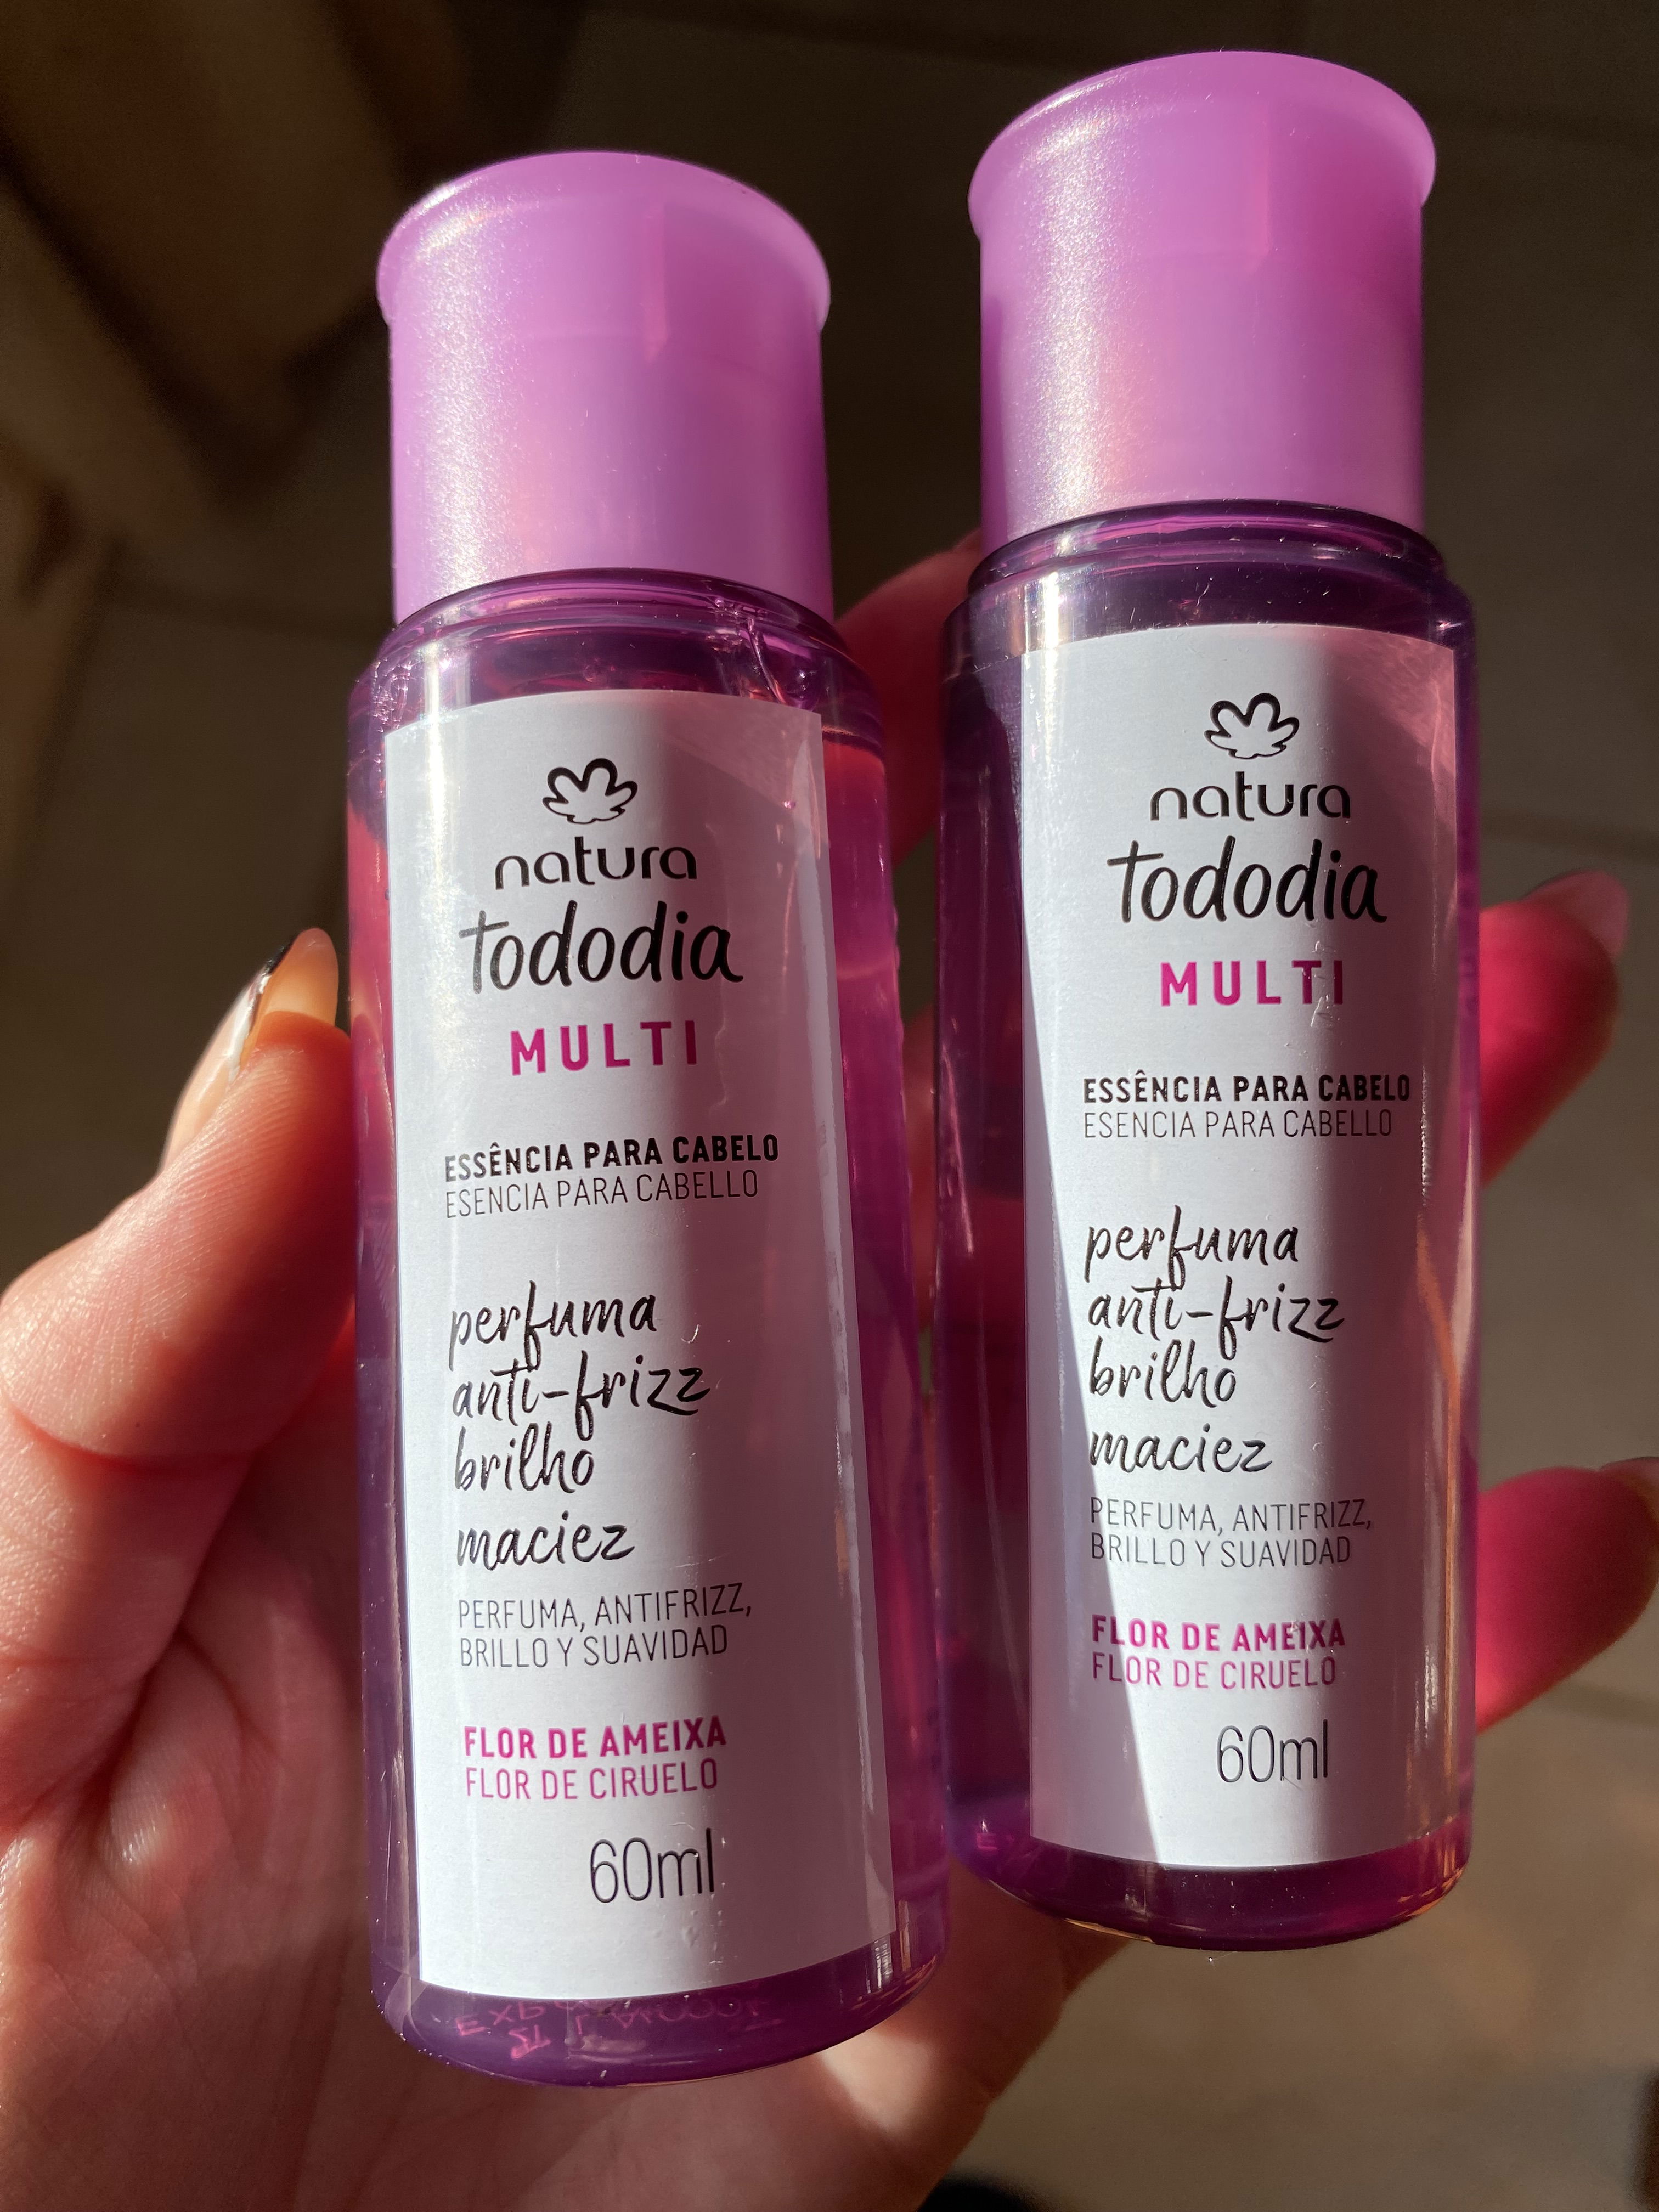 natura
tododia
MULTI
ESSÊNCIA PARA CABELO
ESENCIA PARA CABELLO
perfuma
anti-frizz
brilho
maciez
PERFUMA, ANTIFRIZZ,
BRILLO Y SUAVIDAD
FLOR DE AMEIXA
FLOR DE CIRUELO
60ml
natura
tododia
MULTI
ESSÊNCIA PARA CABELO
ESENCIA PARA CABELLO
perfuma
anti-frizz
brilho
maciez
PERFUMA, ANTIFRIZZ,
BRILLO Y SUAVIDAD
FLOR DE AMEIXA
FLOR DE CIRUELO
60ml